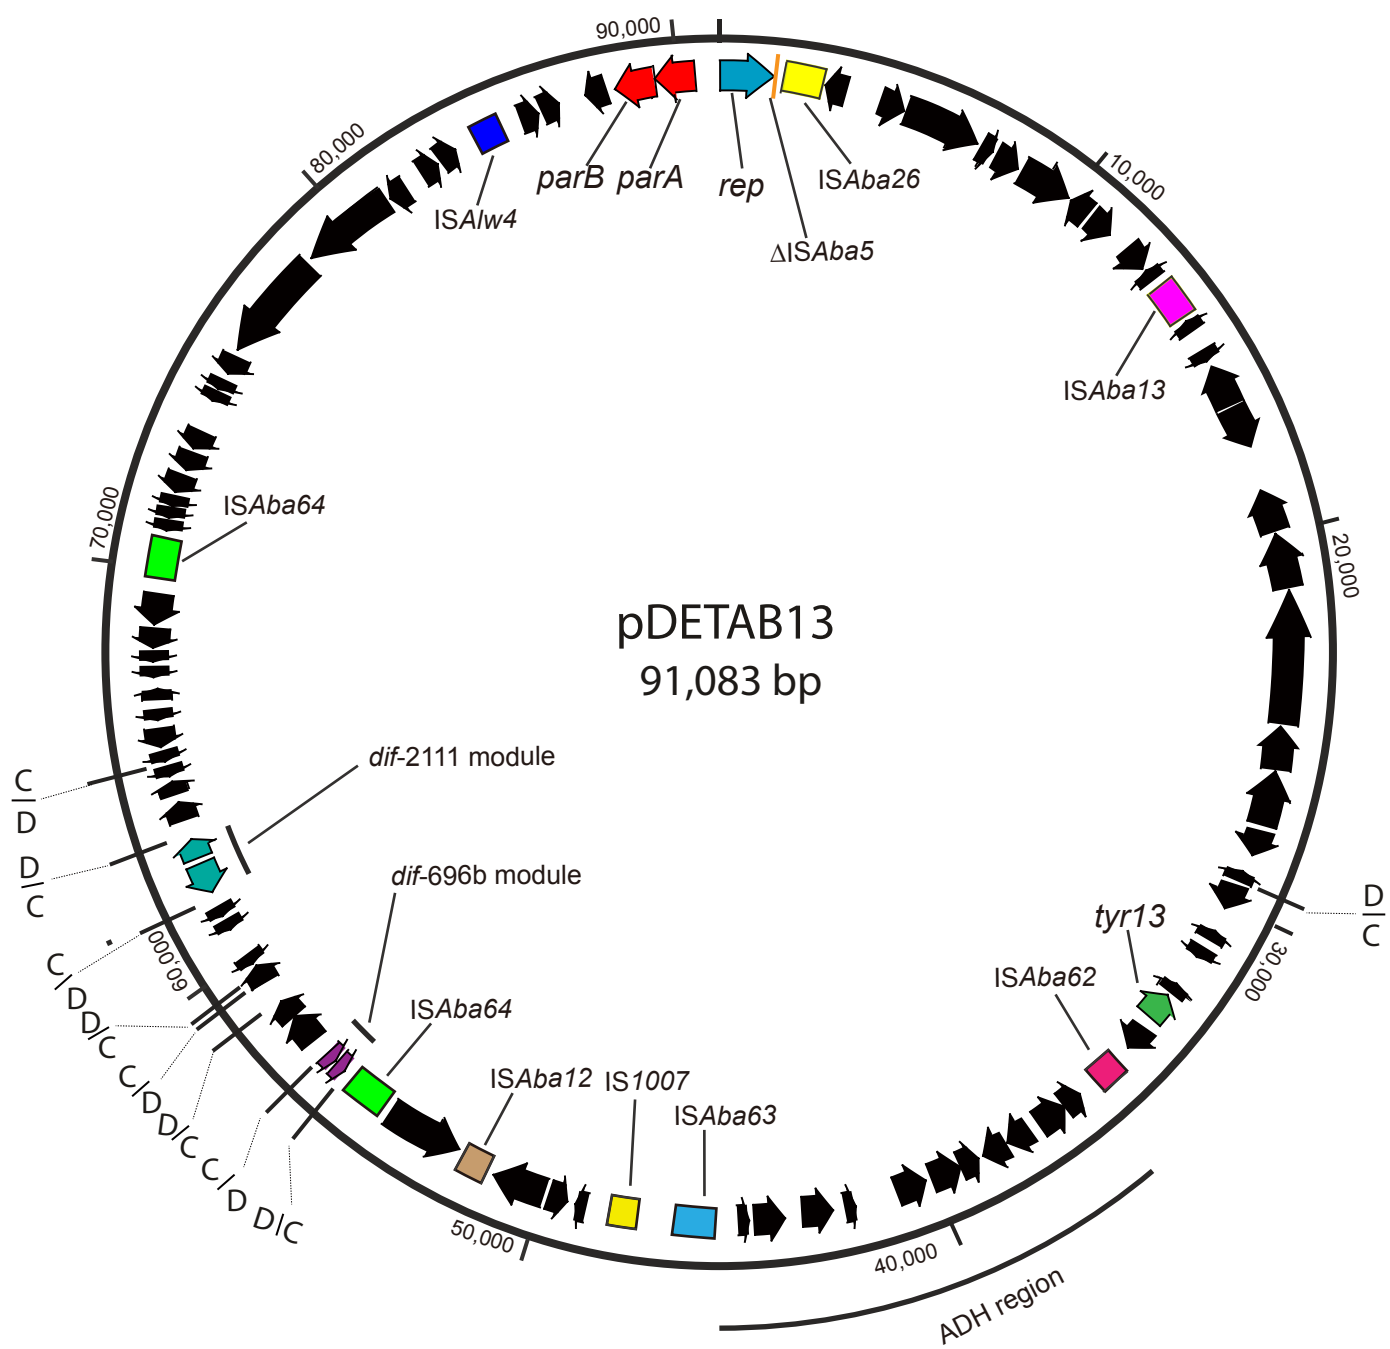 90,000
80,000
parB parA rep
ISAba26
10,000
ISAlw4
ΔISAba5
ISAba13
70,000
ISAba64
20,000
pDETAB13
91,083 bp
dif-2111 module
C
D
D
C
dif-696b module
D
C
tyr13
60,000
30,000
ISAba62
C/D
D/C
ISAba64
C/D
D/C
ISAba12 IS1007
ISAba63
C/D
D/C
50,000
40,000
ADH region